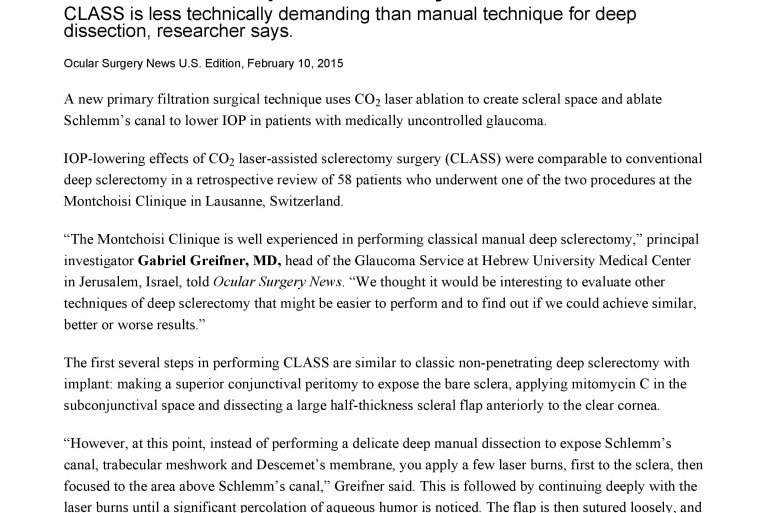 CLASS is less technically demanding than manual technique for deep
dissection, researcher says.
Ocular Surgery News U.S. Edition, February 10, 2015
A new primary filtration surgical technique uses CO2 laser ablation to create scleral space and ablate
Schlemm’s canal to lower IOP in patients with medically uncontrolled glaucoma.
IOP-lowering effects of CO2 laser-assisted sclerectomy surgery (CLASS) were comparable to conventional
deep sclerectomy in a retrospective review of 58 patients who underwent one of the two procedures at the
Montchoisi Clinique in Lausanne, Switzerland.
“The Montchoisi Clinique is well experienced in performing classical manual deep sclerectomy,” principal
investigator Gabriel Greifner, MD, head of the Glaucoma Service at Hebrew University Medical Center
in Jerusalem, Israel, told Ocular Surgery News. “We thought it would be interesting to evaluate other
techniques of deep sclerectomy that might be easier to perform and to find out if we could achieve similar,
better or worse results.”
The first several steps in performing CLASS are similar to classic non-penetrating deep sclerectomy with
implant: making a superior conjunctival peritomy to expose the bare sclera, applying mitomycin C in the
subconjunctival space and dissecting a large half-thickness scleral flap anteriorly to the clear cornea.
“However, at this point, instead of performing a delicate deep manual dissection to expose Schlemm’s
canal, trabecular meshwork and Descemet’s membrane, you apply a few laser burns, first to the sclera, then
focused to the area above Schlemm’s canal,” Greifner said. This is followed by continuing deeply with the
laser burns until a significant percolation of aqueous humor is noticed. The flap is then sutured loosely, and